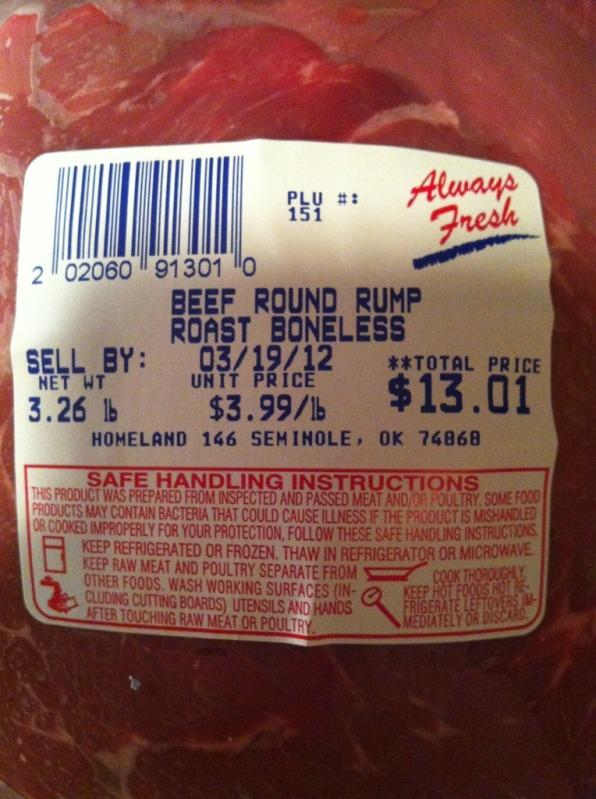 PLU #:
151
Always
Fresh
2 02060 91301 0
BEEF ROUND RUMP
ROAST BONELESS
SELL BY: 03/19/12
NET WT UNIT PRICE **TOTAL PRICE
3.26 lb $3.99/lb $13.01
HOMELAND 146 SEMINOLE, OK 74868
SAFE HANDLING INSTRUCTIONS
THIS PRODUCT WAS PREPARED FROM INSPECTED AND PASSED MEAT AND/OR POULTRY. SOME FOOD
PRODUCTS MAY CONTAIN BACTERIA THAT COULD CAUSE ILLNESS IF THE PRODUCT IS MISHANDLED
OR COOKED IMPROPERLY FOR YOUR PROTECTION, FOLLOW THESE SAFE HANDLING INSTRUCTIONS.
KEEP REFRIGERATED OR FROZEN. THAW IN REFRIGERATOR OR MICROWAVE.
KEEP RAW MEAT AND POULTRY SEPARATE FROM
OTHER FOODS. WASH WORKING SURFACES (IN-
CLUDING CUTTING BOARDS) UTENSILS AND HANDS
AFTER TOUCHING RAW MEAT OR POULTRY.
COOK THOROUGHLY.
KEEP HOT FOODS HOT RE-
FRIGERATE LEFTOVERS IM-
MEDIATELY OR DISCARD.